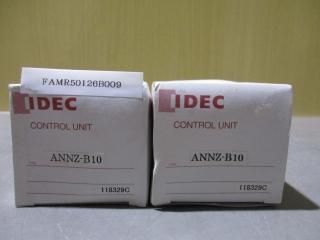 FAMR50126B009
IDEC
CONTROL UNIT
ANNZ-B10
118329C
IDEC
CONTROL UNIT
ANNZ-B10
118329C